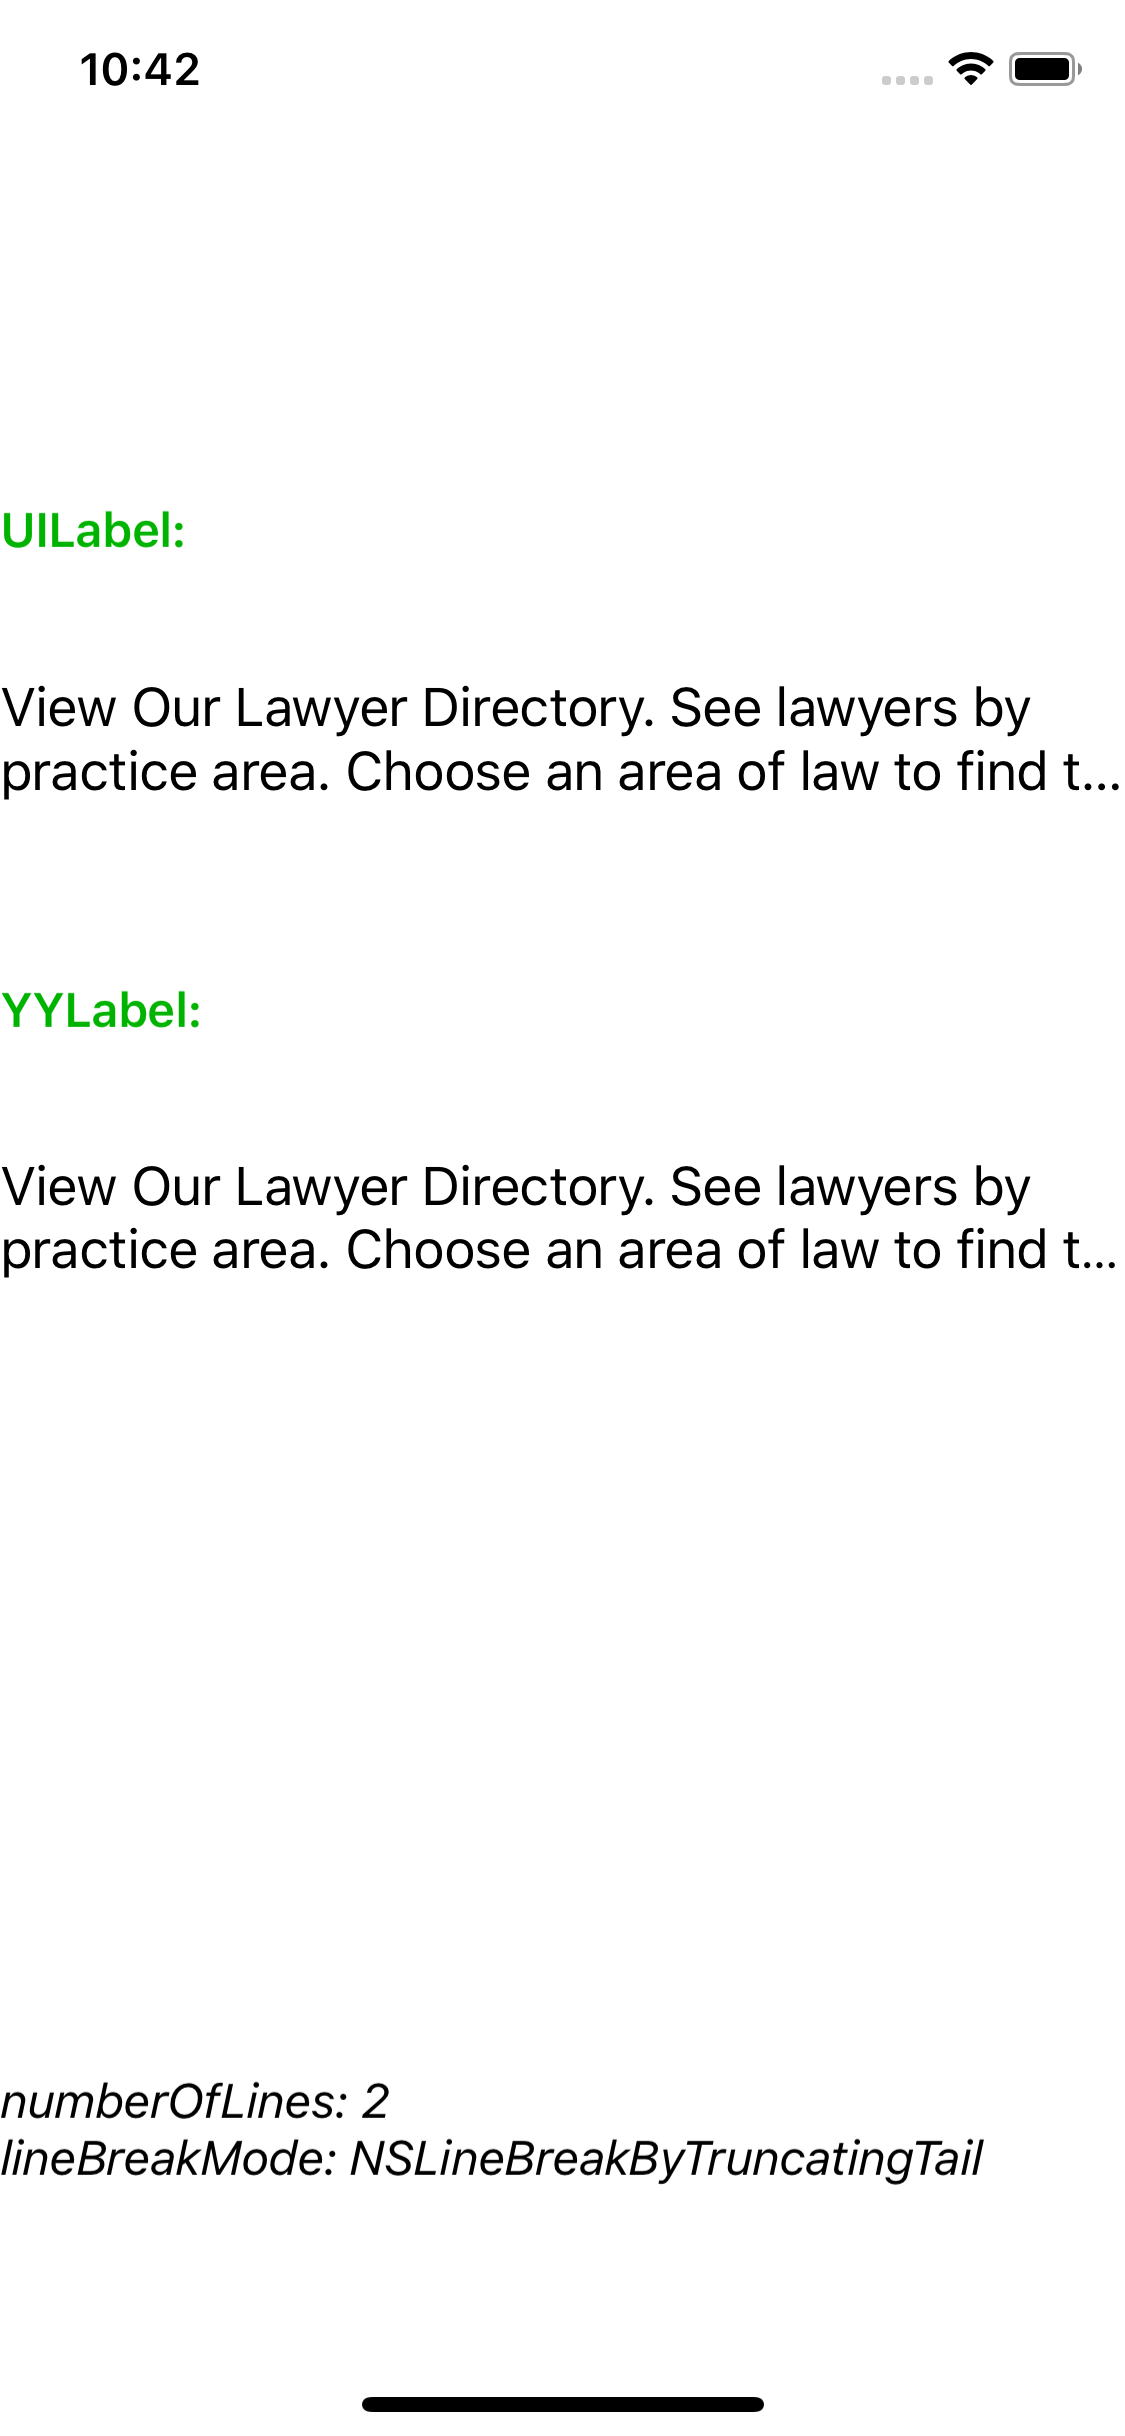 10:42
UILabel:
View Our Lawyer Directory. See lawyers by
practice area. Choose an area of law to find t...
YYLabel:
View Our Lawyer Directory. See lawyers by
practice area. Choose an area of law to find t...
numberOfLines: 2
lineBreakMode: NSLineBreakByTruncatingTail